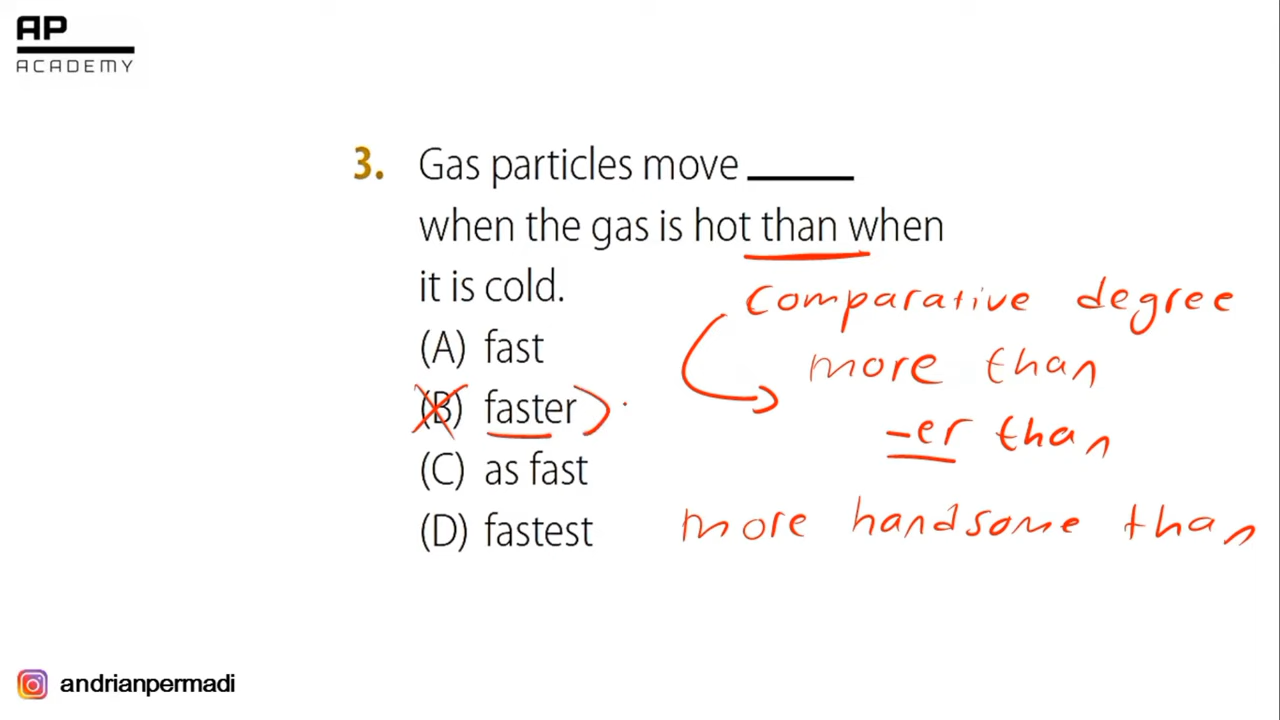 AP
ACADEMY
3. Gas particles move ______
when the gas is hot than when
it is cold.
comparative degree
(A) fast
more than
(B) faster
-er than
(C) as fast
(D) fastest
more handsome than
andrianpermadi